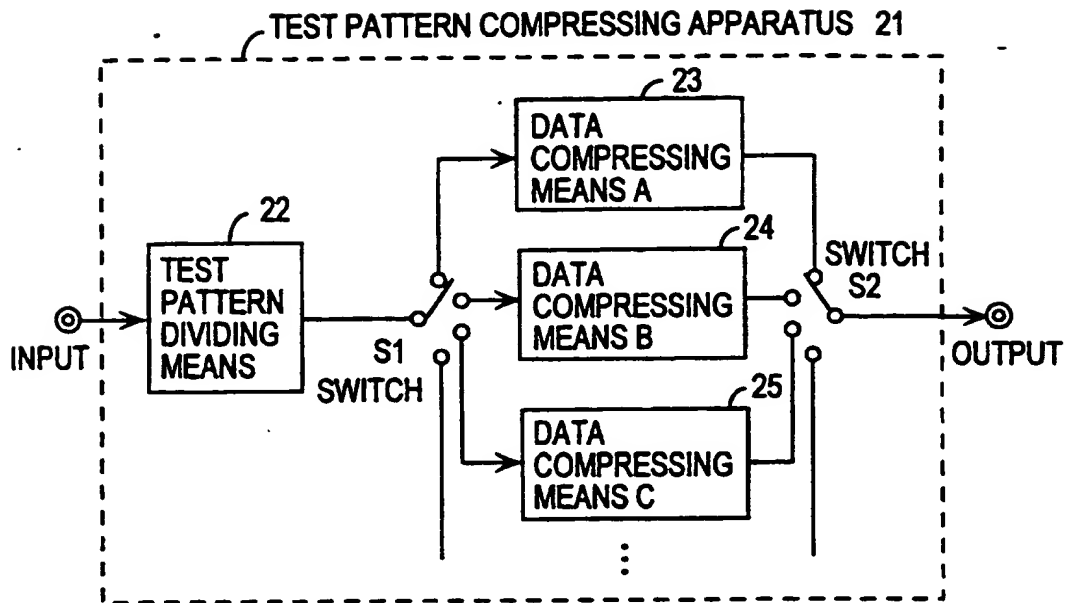 TEST PATTERN COMPRESSING APPARATUS 21
23
DATA
COMPRESSING
MEANS A
22
TEST
PATTERN
DIVIDING
MEANS
24
DATA
COMPRESSING
MEANS B
SWITCH
S2
INPUT
S1
SWITCH
OUTPUT
25
DATA
COMPRESSING
MEANS C